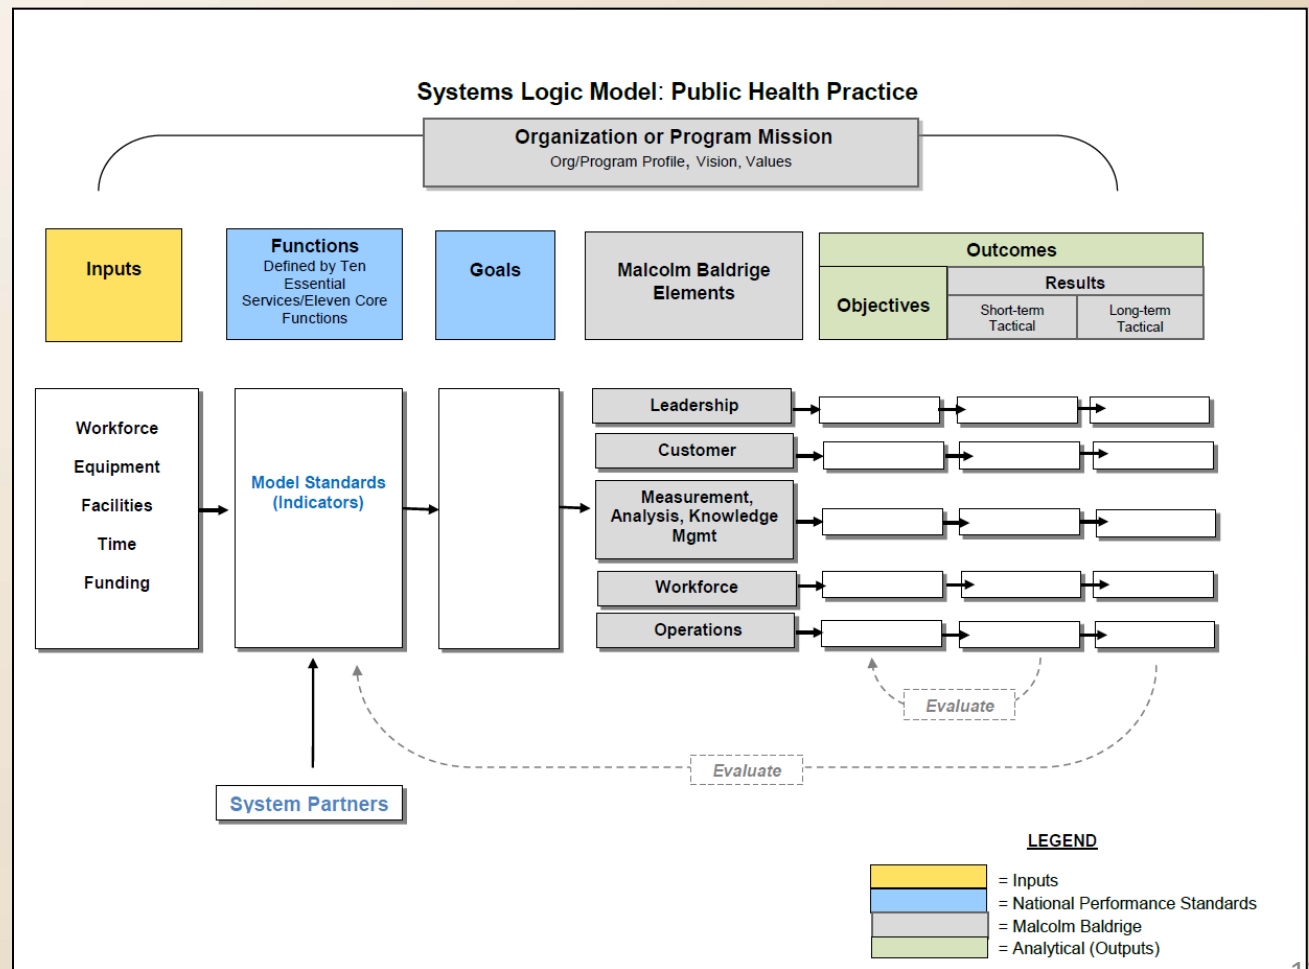 Systems Logic Model: Public Health Practice
Organization or Program Mission
Org/Program Profile, Vision, Values
Inputs
Functions
Defined by Ten
Essential
Services/Eleven Core
Functions
Goals
Malcolm Baldrige
Elements
Outcomes
Objectives
Results
Short-term
Tactical
Long-term
Tactical
Workforce
Equipment
Facilities
Time
Funding
Model Standards
(Indicators)
Leadership
Customer
Measurement,
Analysis, Knowledge
Mgmt
Workforce
Operations
Evaluate
Evaluate
System Partners
LEGEND
= Inputs
= National Performance Standards
= Malcolm Baldrige
= Analytical (Outputs)